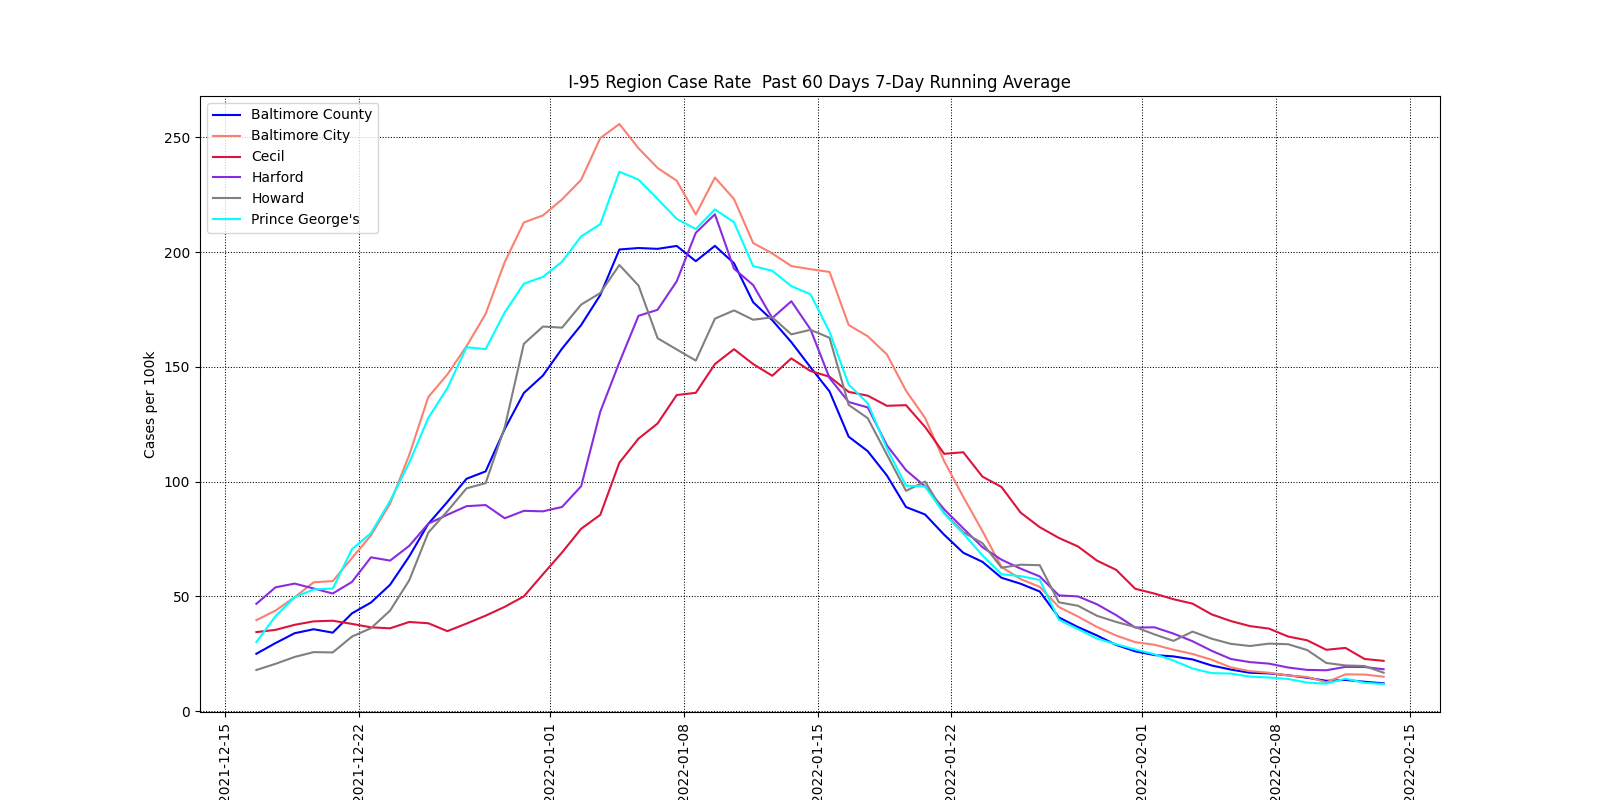 I-95 Region Case Rate  Past 60 Days 7-Day Running Average
Baltimore County
Baltimore City
Cecil
Harford
Howard
Prince George's
Cases per 100k
250
200
150
100
50
0
2021-12-15
2021-12-22
2022-01-01
2022-01-08
2022-01-15
2022-01-22
2022-02-01
2022-02-08
2022-02-15